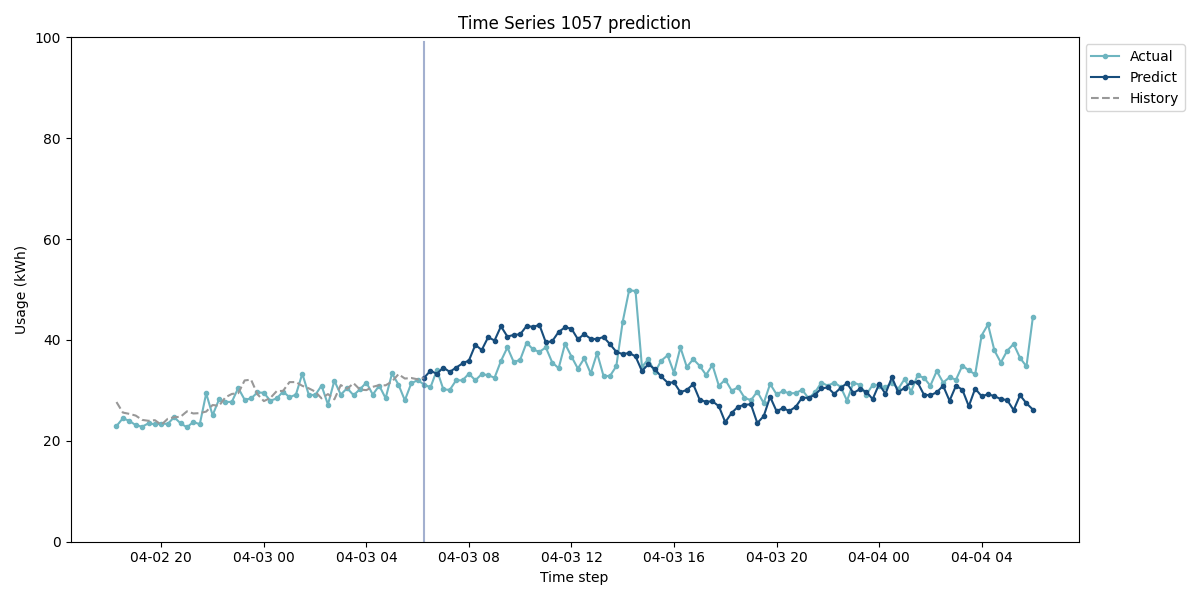 Time Series 1057 prediction
100
80
60
40
20
0
Usage (kWh)
04-02 20
04-03 00
04-03 04
04-03 08
04-03 12
04-03 16
04-03 20
04-04 00
04-04 04
Time step
Actual
Predict
History